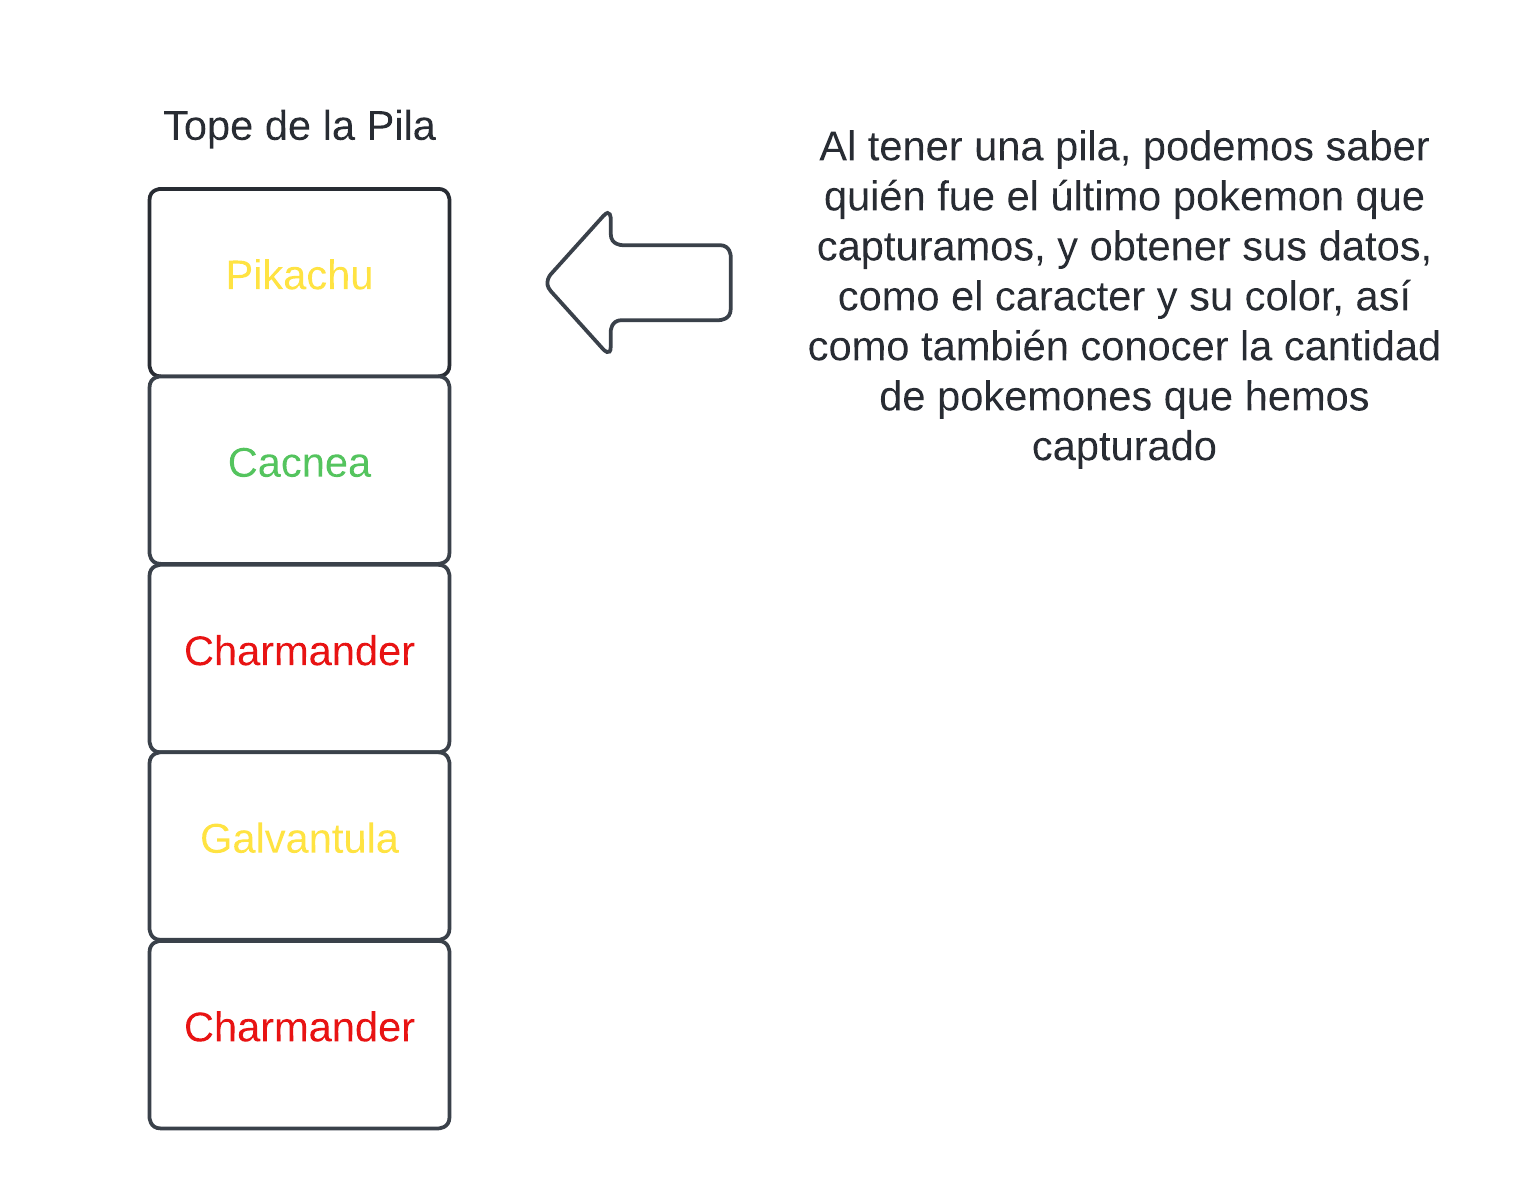 Tope de la Pila
Pikachu
Cacnea
Charmander
Galvantula
Charmander
Al tener una pila, podemos saber
quién fue el último pokemon que
capturamos, y obtener sus datos,
como el caracter y su color, así
como también conocer la cantidad
de pokemones que hemos
capturado